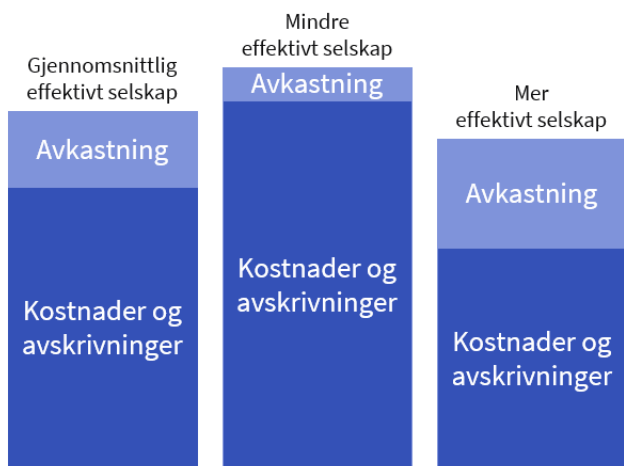 Gjennomsnittlig
effektivt selskap
Avkastning
Kostnader og
avskrivninger
Mindre
effektivt selskap
Avkastning
Kostnader og
avskrivninger
Mer
effektivt selskap
Avkastning
Kostnader og
avskrivninger